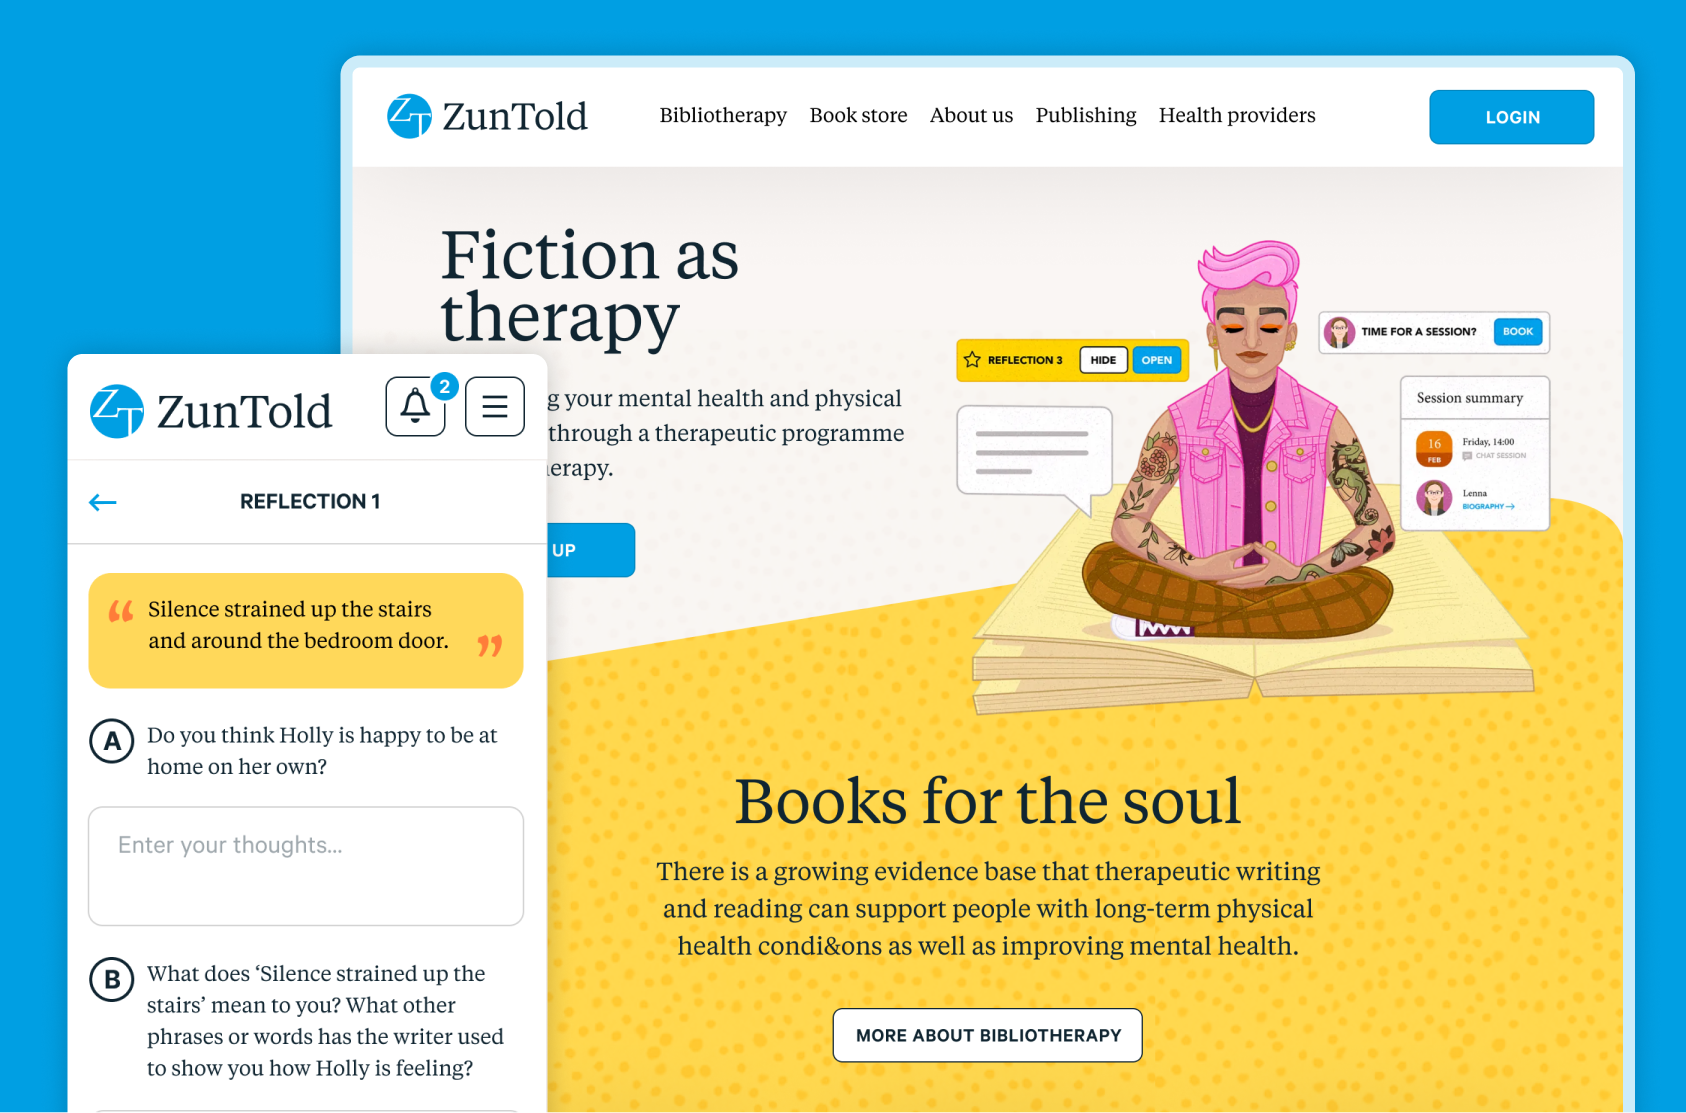 ZT ZunTold
Bibliotherapy Book store About us Publishing Health providers
LOGIN
Fiction as
therapy
your mental health and physical
through a therapeutic programme
UP
REFLECTION 3 HIDE OPEN
TIME FOR A SESSION? BOOK
Session summary
16
FEB
Friday, 14:00
CHAT SESSION
Lenna
BIOGRAPHY →
Books for the soul
There is a growing evidence base that therapeutic writing
and reading can support people with long-term physical
health condi&ons as well as improving mental health.
MORE ABOUT BIBLIOTHERAPY
ZT ZunTold
2
← REFLECTION 1
“ Silence strained up the stairs
and around the bedroom door. ”
A Do you think Holly is happy to be at
home on her own?
Enter your thoughts...
B What does ‘Silence strained up the
stairs’ mean to you? What other
phrases or words has the writer used
to show you how Holly is feeling?